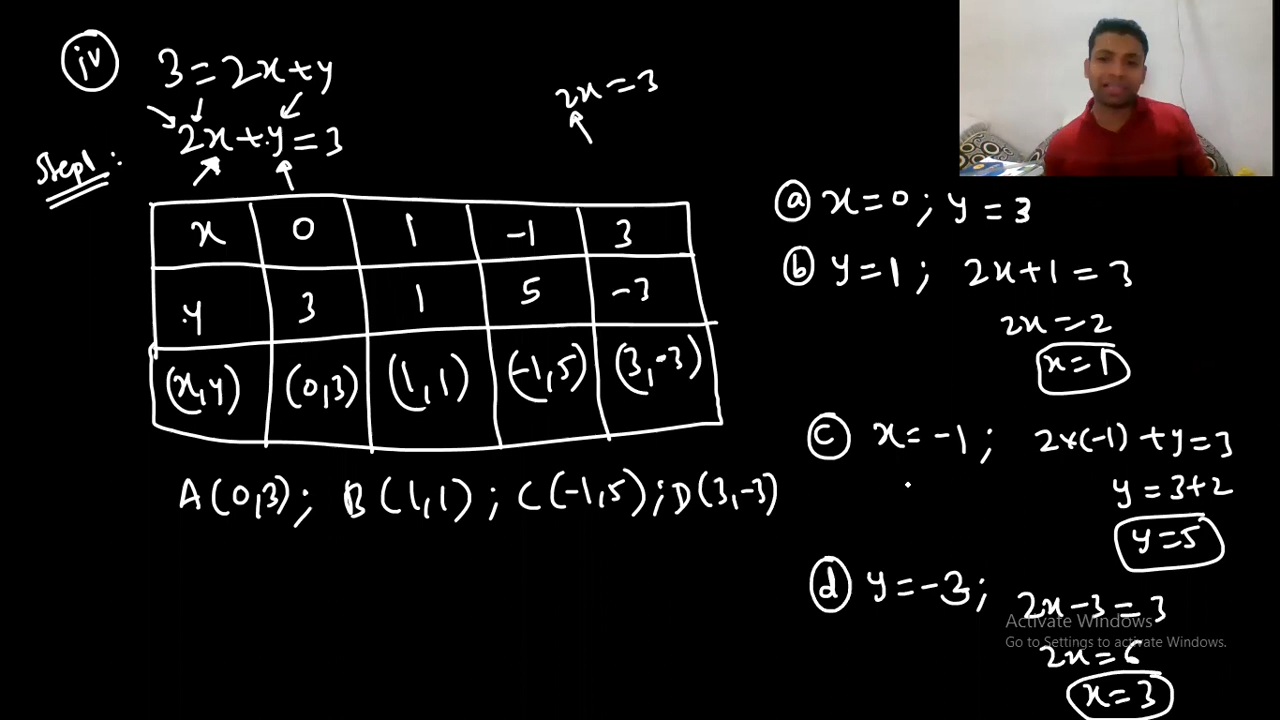 iv 3 = 2x + y
2x = 3
2x + y = 3
Step1 :
x 0 1 -1 3
y 3 1 5 -3
(x,y) (0,3) (1,1) (-1,5) (3,-3)
A(0,3); B(1,1); C(-1,5); D(3,-3)
a x = 0; y = 3
b y = 1; 2x + 1 = 3
2x = 2
x = 1
c x = -1; 2×(-1) + y = 3
y = 3 + 2
y = 5
d y = -3; 2x - 3 = 3
Activate Windows
Go to Settings to activate Windows.
2x = 6
x = 3